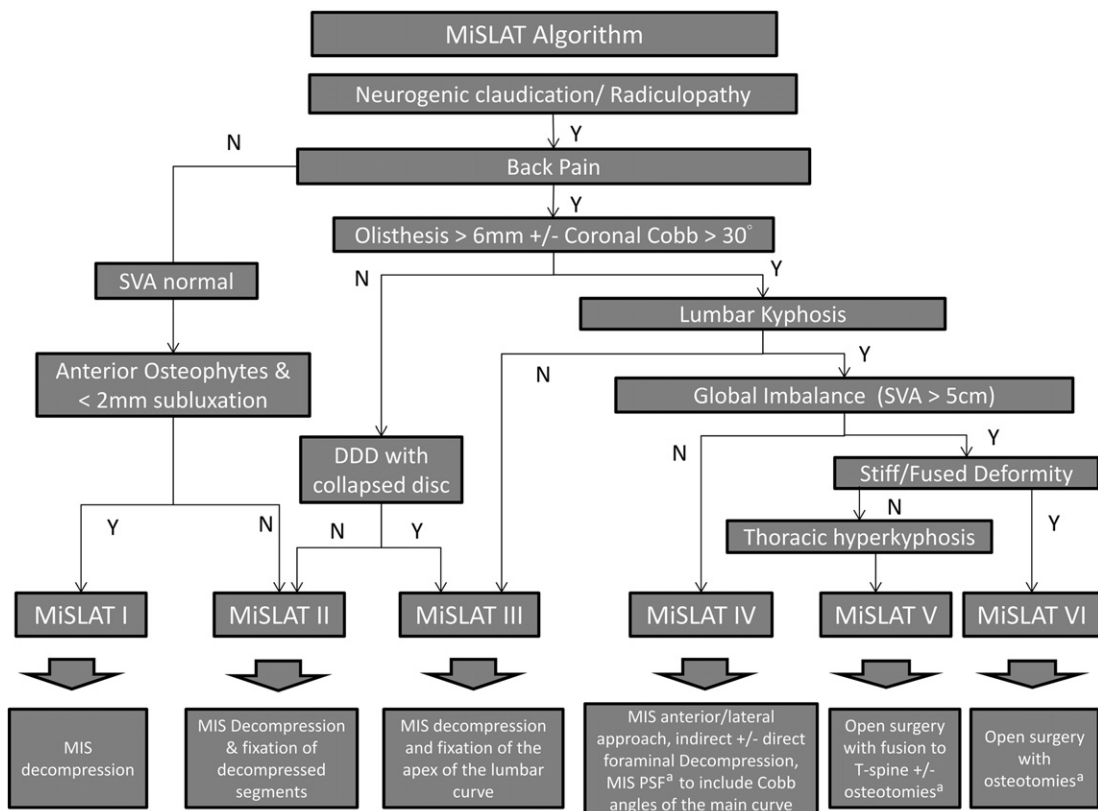 MiSLAT Algorithm
Neurogenic claudication/ Radiculopathy
Y
N
Back Pain
Y
Olisthesis > 6mm +/- Coronal Cobb > 30°
SVA normal
N
Y
Lumbar Kyphosis
Anterior Osteophytes &
< 2mm subluxation
N
Y
Global Imbalance (SVA > 5cm)
DDD with
collapsed disc
N
Y
Stiff/Fused Deformity
Y
N
N
Y
N
Y
Thoracic hyperkyphosis
MiSLAT I
MiSLAT II
MiSLAT III
MiSLAT IV
MiSLAT V
MiSLAT VI
MIS
decompression
MIS Decompression
& fixation of
decompressed
segments
MIS decompression
and fixation of the
apex of the lumbar
curve
MIS anterior/lateral
approach, indirect +/- direct
foraminal Decompression,
MIS PSFᵃ to include Cobb
angles of the main curve
Open surgery
with fusion to
T-spine +/-
osteotomiesᵃ
Open surgery
with
osteotomiesᵃ